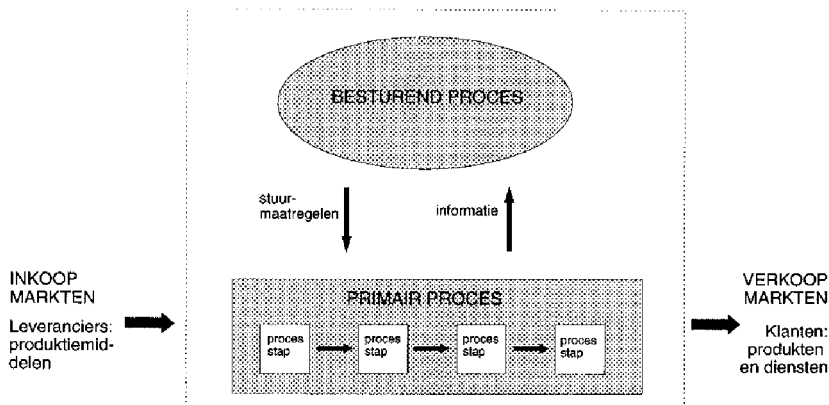 BESTUREND PROCES
stuur-
maatregelen
informatie
INKOOP
MARKTEN
Leveranciers:
produktiemid-
delen
PRIMAIR PROCES
proces
stap
proces
stap
proces
stap
proces
stap
VERKOOP
MARKTEN
Klanten:
produkten
en diensten